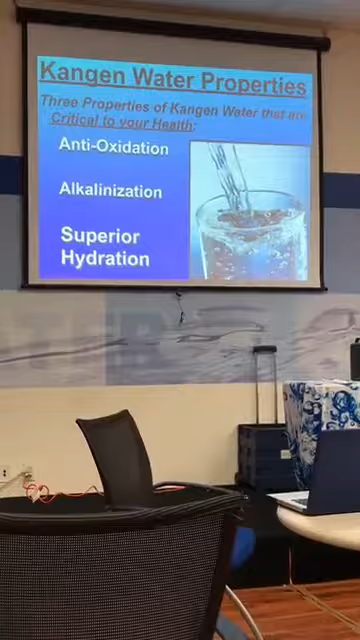 Kangen Water Properties
Three Properties of Kangen Water that are
Critical to your Health:
Anti-Oxidation
Alkalinization
Superior
Hydration